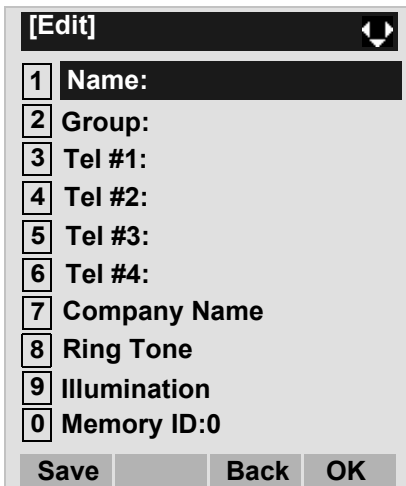 [Edit]
1 Name:
2 Group:
3 Tel #1:
4 Tel #2:
5 Tel #3:
6 Tel #4:
7 Company Name
8 Ring Tone
9 Illumination
0 Memory ID:0
Save Back OK